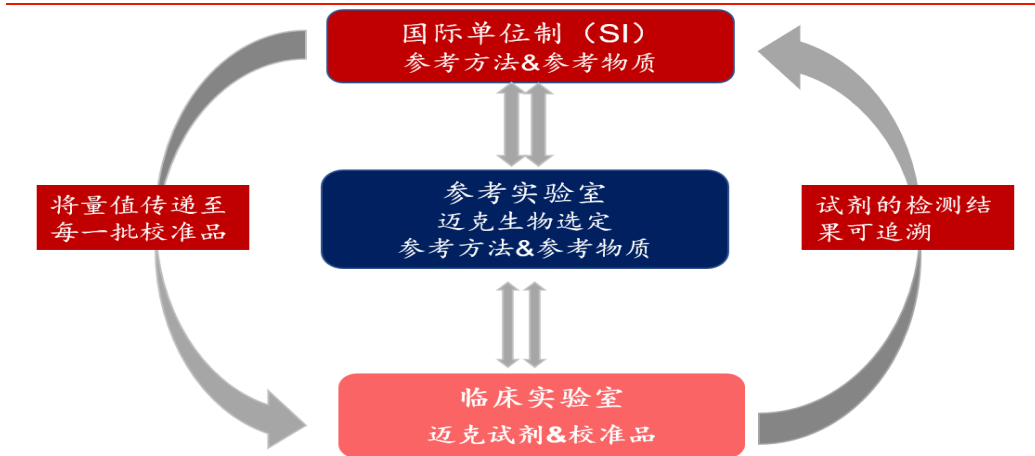 国际单位制（SI）
参考方法&参考物质
参考实验室
迈克生物选定
参考方法&参考物质
将量值传递至
每一批校准品
试剂的检测结
果可追溯
临床实验室
迈克试剂&校准品